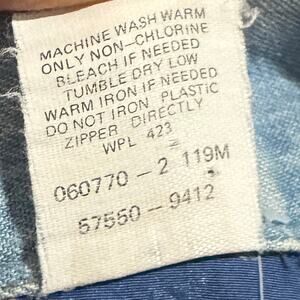 MACHINE WASH WARM
ONLY NON-CHLORINE
BLEACH IF NEEDED
TUMBLE DRY LOW
WARM IRON IF NEEDED
DO NOT IRON PLASTIC
ZIPPER DIRECTLY
WPL 423
060770-2 119M
57550-9412